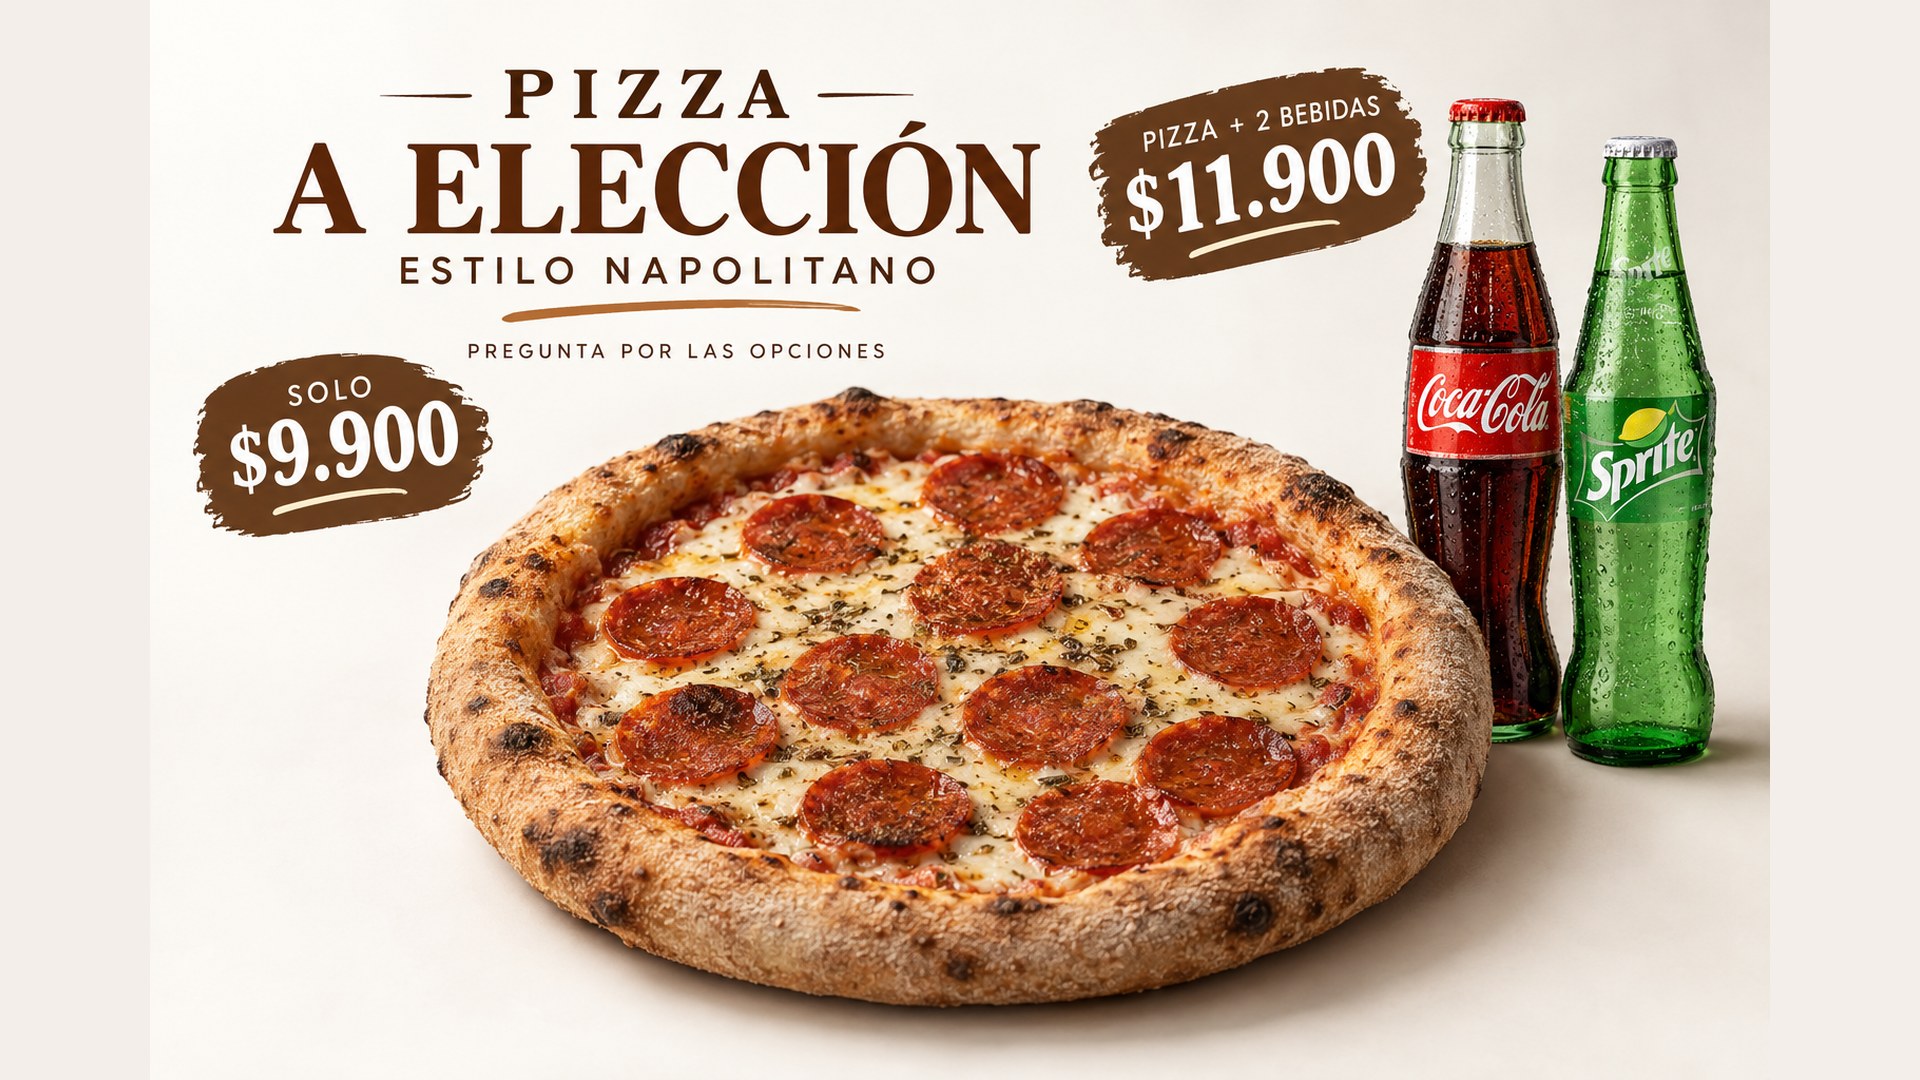 PIZZA
A ELECCIÓN
ESTILO NAPOLITANO
PREGUNTA POR LAS OPCIONES
SOLO
$9.900
PIZZA + 2 BEBIDAS
$11.900
Coca-Cola
Sprite
Sprite